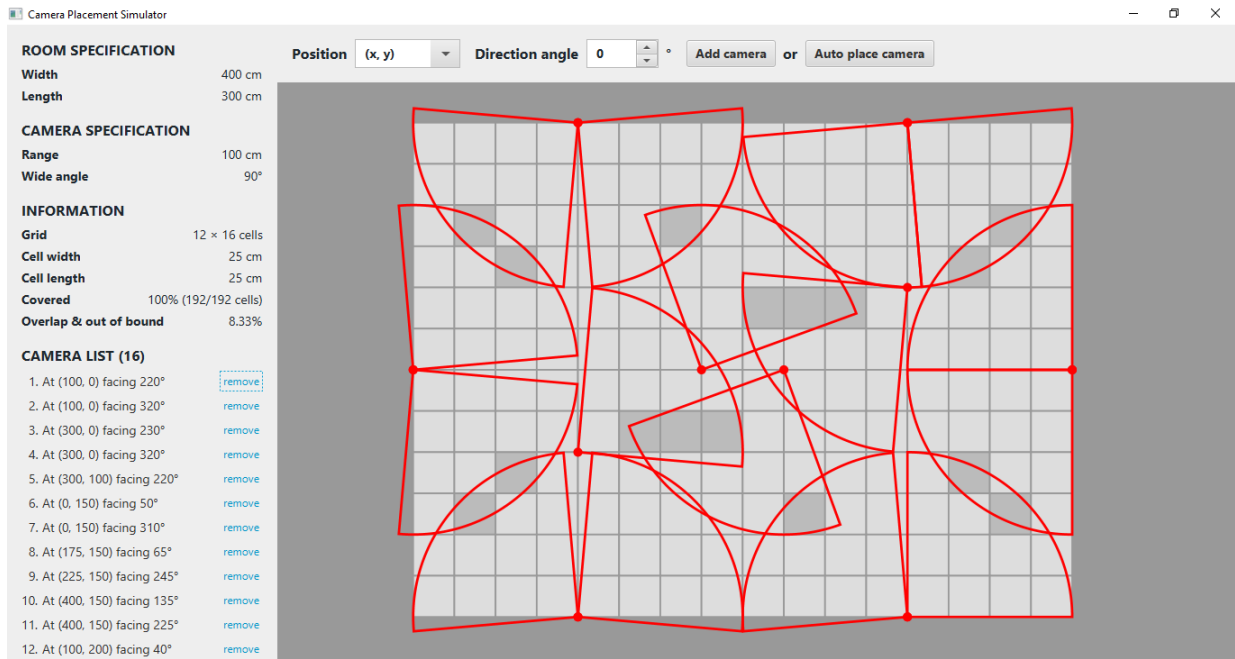 Camera Placement Simulator
ROOM SPECIFICATION
Width 400 cm
Length 300 cm
CAMERA SPECIFICATION
Range 100 cm
Wide angle 90°
INFORMATION
Grid 12 × 16 cells
Cell width 25 cm
Cell length 25 cm
Covered 100% (192/192 cells)
Overlap & out of bound 8.33%
CAMERA LIST (16)
1. At (100, 0) facing 220° remove
2. At (100, 0) facing 320° remove
3. At (300, 0) facing 230° remove
4. At (300, 0) facing 320° remove
5. At (300, 100) facing 220° remove
6. At (0, 150) facing 50° remove
7. At (0, 150) facing 310° remove
8. At (175, 150) facing 65° remove
9. At (225, 150) facing 245° remove
10. At (400, 150) facing 135° remove
11. At (400, 150) facing 225° remove
12. At (100, 200) facing 40° remove
Position (x, y) Direction angle 0 ° Add camera or Auto place camera